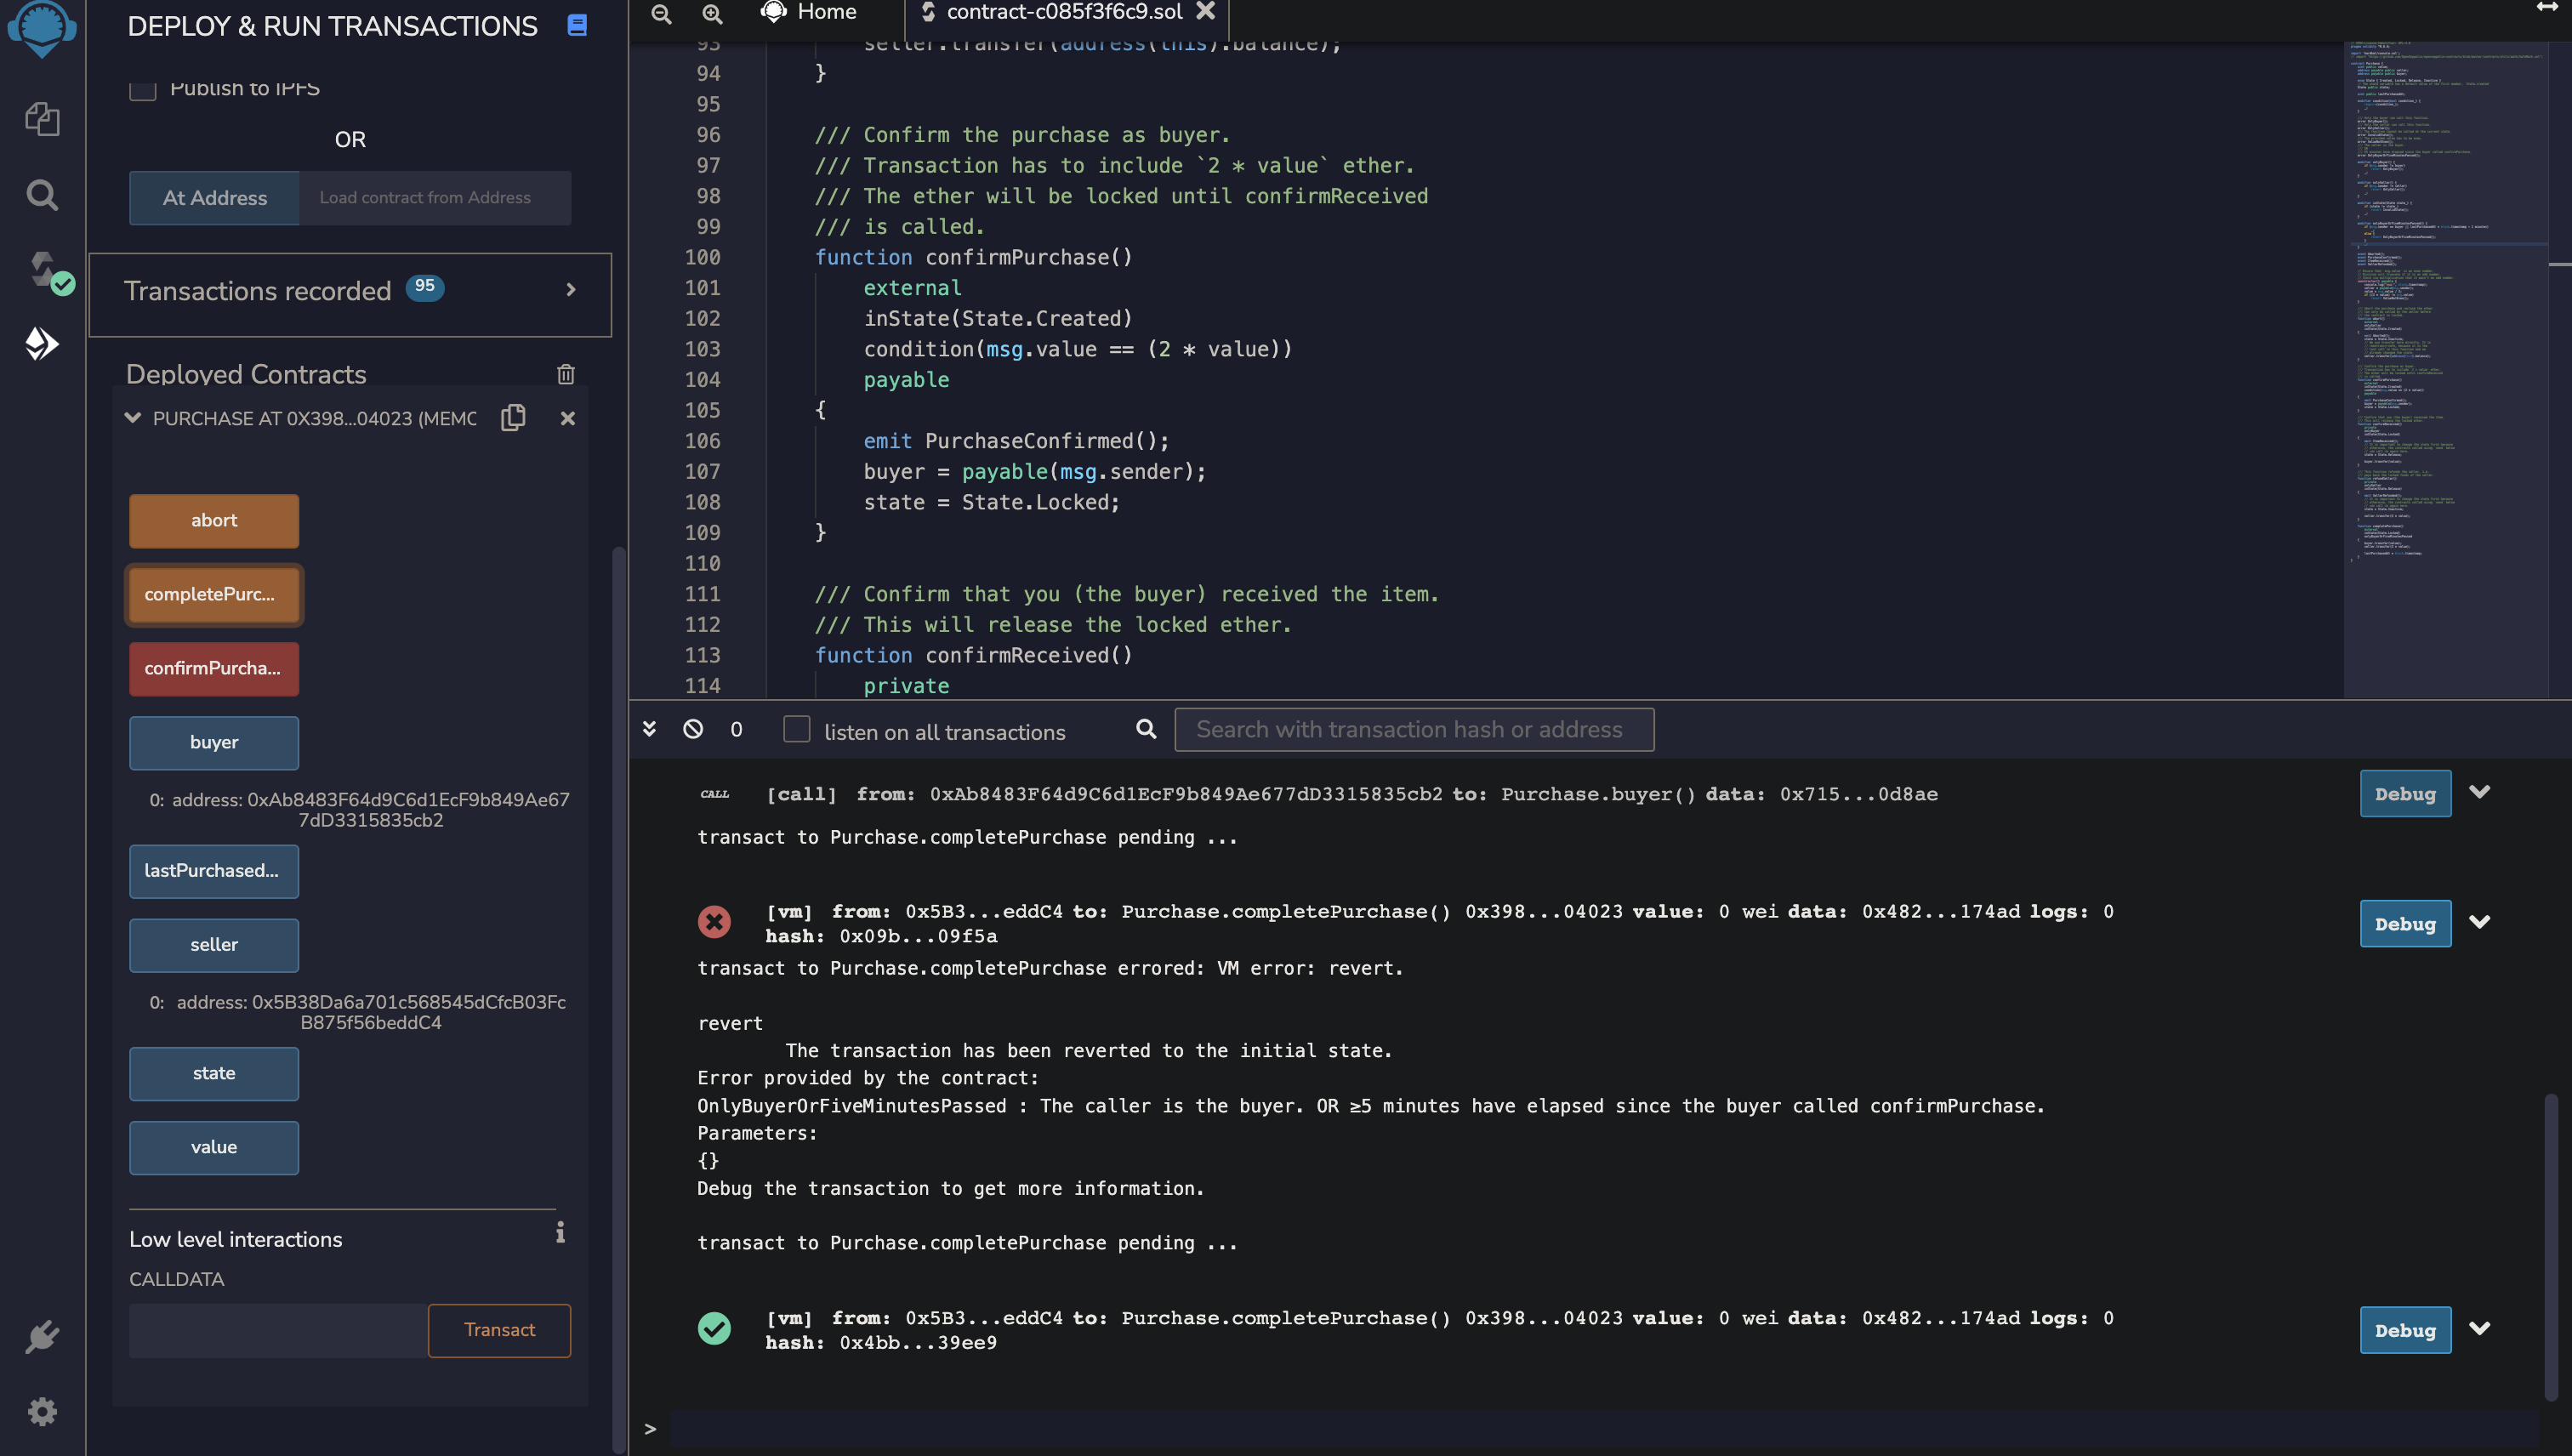 DEPLOY & RUN TRANSACTIONS
Publish to IPFS
OR
At Address
Load contract from Address
Transactions recorded 95
Deployed Contracts
PURCHASE AT 0X398...04023 (MEMC
abort
completePurc...
confirmPurcha...
buyer
0: address: 0xAb8483F64d9C6d1EcF9b849Ae67
7dD3315835cb2
lastPurchased...
seller
0: address: 0x5B38Da6a701c568545dCfcB03Fc
B875f56beddC4
state
value
Low level interactions
CALLDATA
Transact
Home
contract-c085f3f6c9.sol
93 seller.transfer(address(this).balance);
94 }
95
96 /// Confirm the purchase as buyer.
97 /// Transaction has to include `2 * value` ether.
98 /// The ether will be locked until confirmReceived
99 /// is called.
100 function confirmPurchase()
101 external
102 inState(State.Created)
103 condition(msg.value == (2 * value))
104 payable
105 {
106 emit PurchaseConfirmed();
107 buyer = payable(msg.sender);
108 state = State.Locked;
109 }
110
111 /// Confirm that you (the buyer) received the item.
112 /// This will release the locked ether.
113 function confirmReceived()
114 private
0
listen on all transactions
Search with transaction hash or address
CALL [call] from: 0xAb8483F64d9C6d1EcF9b849Ae677dD3315835cb2 to: Purchase.buyer() data: 0x715...0d8ae
Debug
transact to Purchase.completePurchase pending ...
[vm] from: 0x5B3...eddC4 to: Purchase.completePurchase() 0x398...04023 value: 0 wei data: 0x482...174ad logs: 0
hash: 0x09b...09f5a
Debug
transact to Purchase.completePurchase errored: VM error: revert.
revert
The transaction has been reverted to the initial state.
Error provided by the contract:
OnlyBuyerOrFiveMinutesPassed : The caller is the buyer. OR ≥5 minutes have elapsed since the buyer called confirmPurchase.
Parameters:
{}
Debug the transaction to get more information.
transact to Purchase.completePurchase pending ...
[vm] from: 0x5B3...eddC4 to: Purchase.completePurchase() 0x398...04023 value: 0 wei data: 0x482...174ad logs: 0
hash: 0x4bb...39ee9
Debug
>